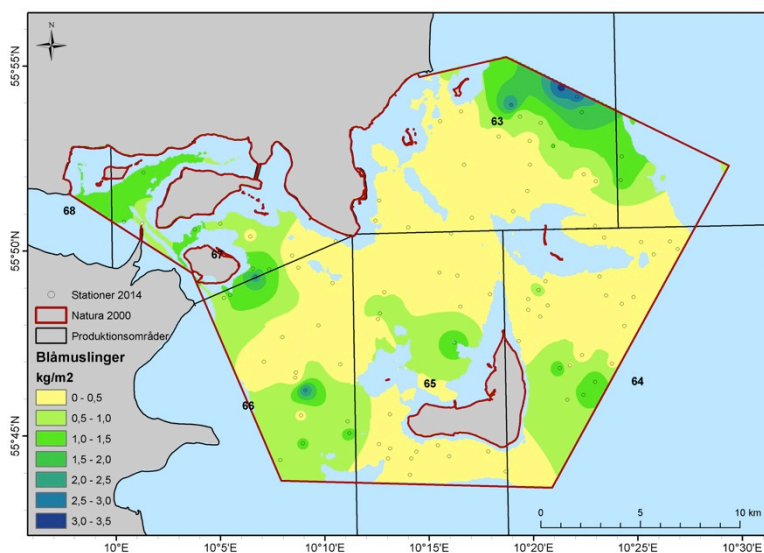 N
55°55'N
55°50'N
55°45'N
63
68
67
66
65
64
Stationer 2014
Natura 2000
Produktionsområder
Blåmuslinger
kg/m2
0 - 0,5
0,5 - 1,0
1,0 - 1,5
1,5 - 2,0
2,0 - 2,5
2,5 - 3,0
3,0 - 3,5
0 5 10 km
10°E 10°5'E 10°10'E 10°15'E 10°20'E 10°25'E 10°30'E